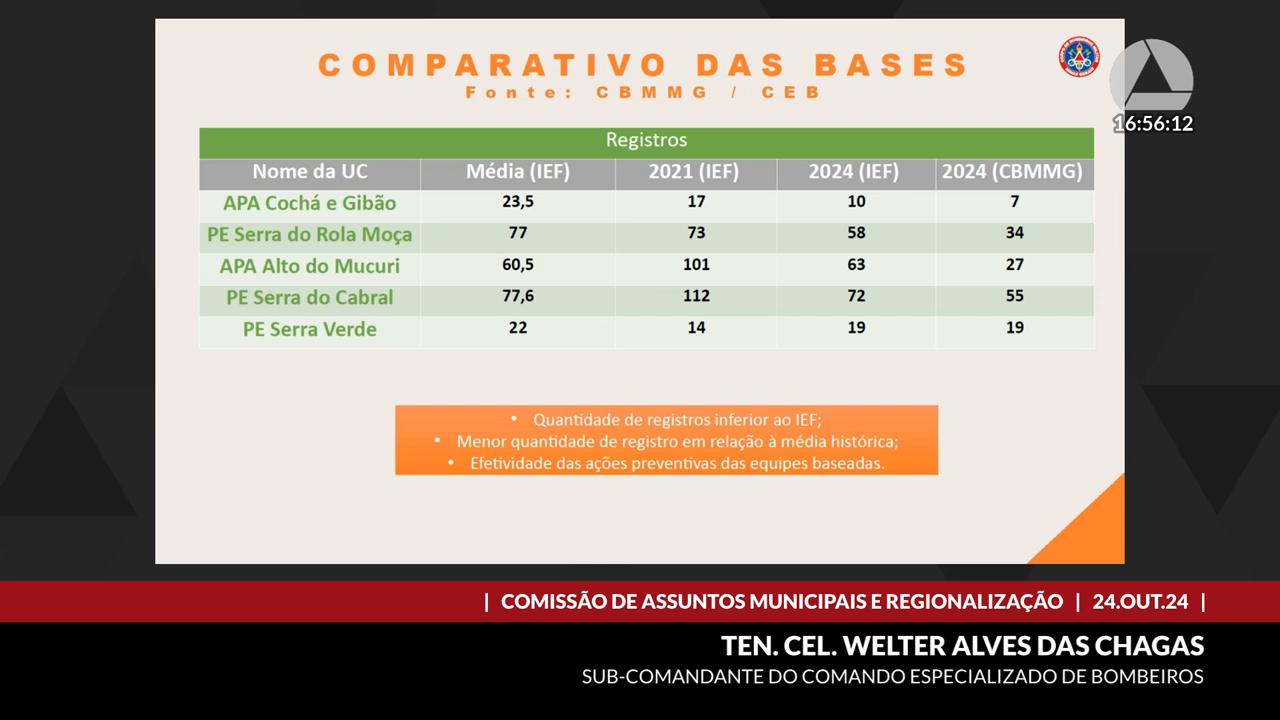 COMPARATIVO DAS BASES
Fonte: CBMMG / CEB
16:56:12
Registros
Nome da UC Média (IEF) 2021 (IEF) 2024 (IEF) 2024 (CBMMG)
APA Cochá e Gibão 23,5 17 10 7
PE Serra do Rola Moça 77 73 58 34
APA Alto do Mucuri 60,5 101 63 27
PE Serra do Cabral 77,6 112 72 55
PE Serra Verde 22 14 19 19
• Quantidade de registros inferior ao IEF;
• Menor quantidade de registro em relação à média histórica;
• Efetividade das ações preventivas das equipes baseadas.
| COMISSÃO DE ASSUNTOS MUNICIPAIS E REGIONALIZAÇÃO | 24.OUT.24 |
TEN. CEL. WELTER ALVES DAS CHAGAS
SUB-COMANDANTE DO COMANDO ESPECIALIZADO DE BOMBEIROS